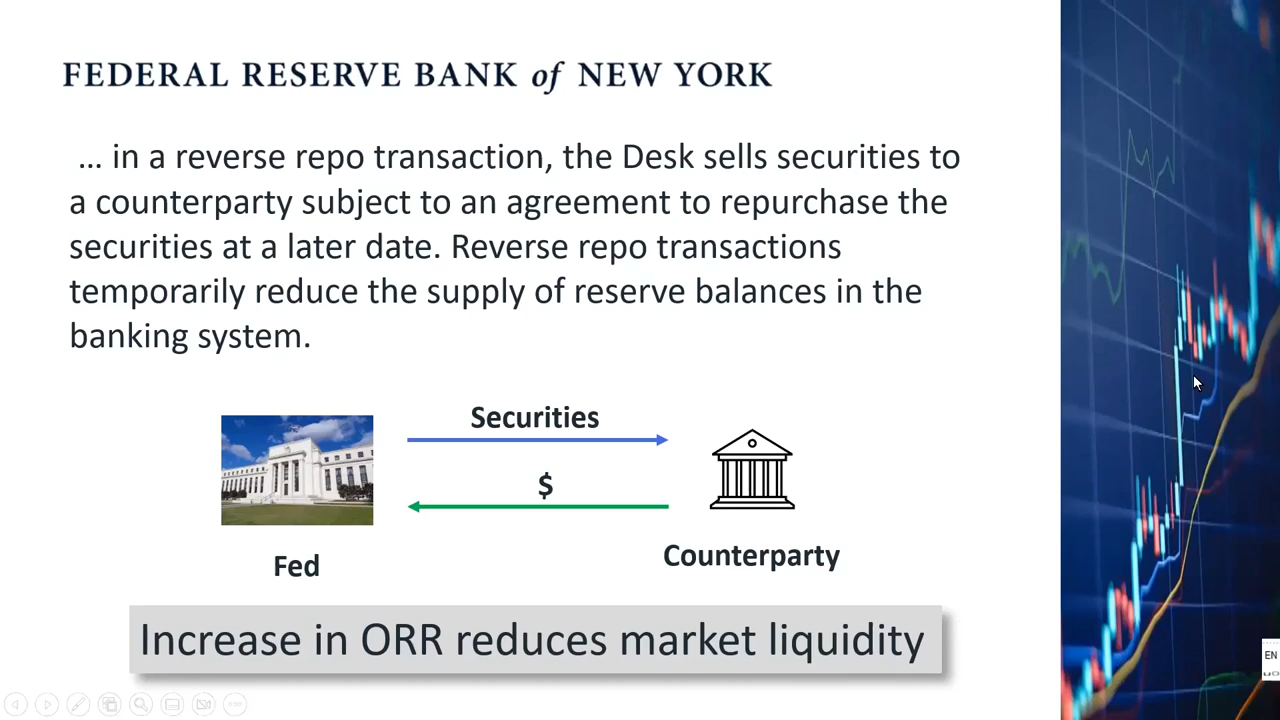 FEDERAL RESERVE BANK of NEW YORK
... in a reverse repo transaction, the Desk sells securities to
a counterparty subject to an agreement to repurchase the
securities at a later date. Reverse repo transactions
temporarily reduce the supply of reserve balances in the
banking system.
Securities
$
Fed
Counterparty
Increase in ORR reduces market liquidity
EN